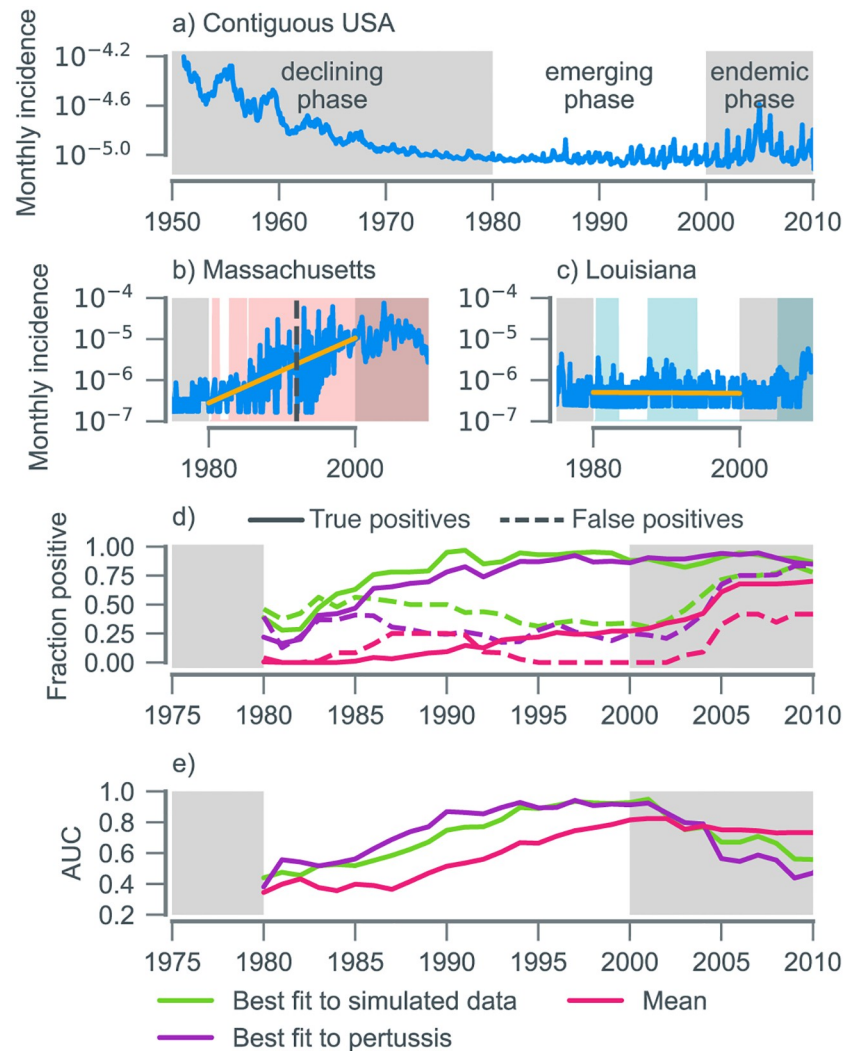 a) Contiguous USA
Monthly incidence
10^−4.2
10^−4.6
10^−5.0
declining
phase
emerging
phase
endemic
phase
1950 1960 1970 1980 1990 2000 2010
b) Massachusetts
Monthly incidence
10^−4
10^−5
10^−6
10^−7
1980 2000
c) Louisiana
10^−4
10^−5
10^−6
10^−7
1980 2000
d)
True positives False positives
Fraction positive
1.00
0.75
0.50
0.25
0.00
1975 1980 1985 1990 1995 2000 2005 2010
e)
AUC
1.0
0.8
0.6
0.4
0.2
1975 1980 1985 1990 1995 2000 2005 2010
Best fit to simulated data Mean
Best fit to pertussis